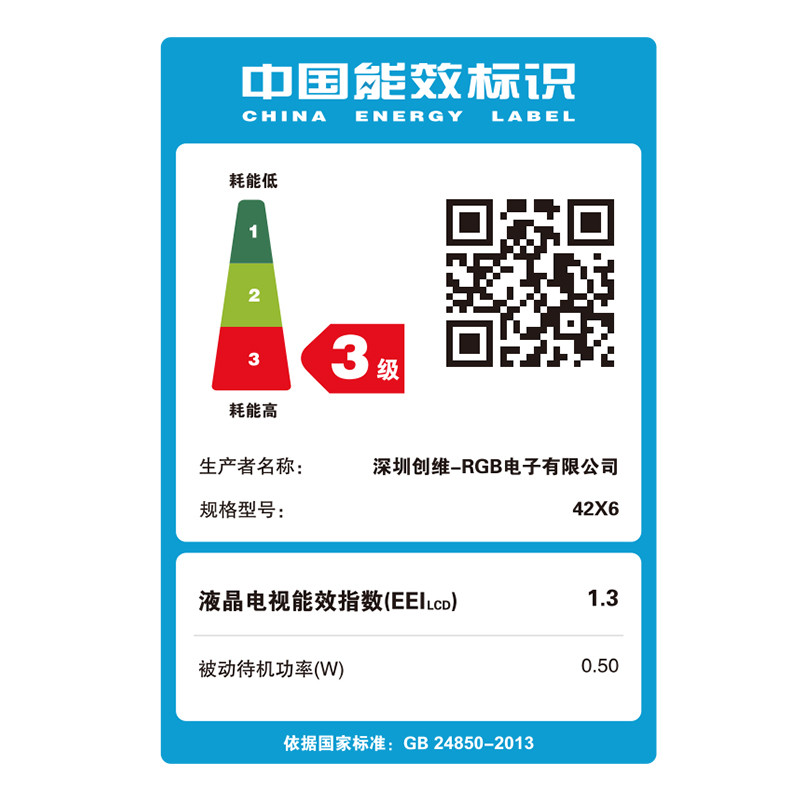 中国能效标识
CHINA ENERGY LABEL
耗能低
1
2
3
3级
耗能高
生产者名称： 深圳创维-RGB电子有限公司
规格型号： 42X6
液晶电视能效指数(EEILCD) 1.3
被动待机功率(W) 0.50
依据国家标准：GB 24850-2013